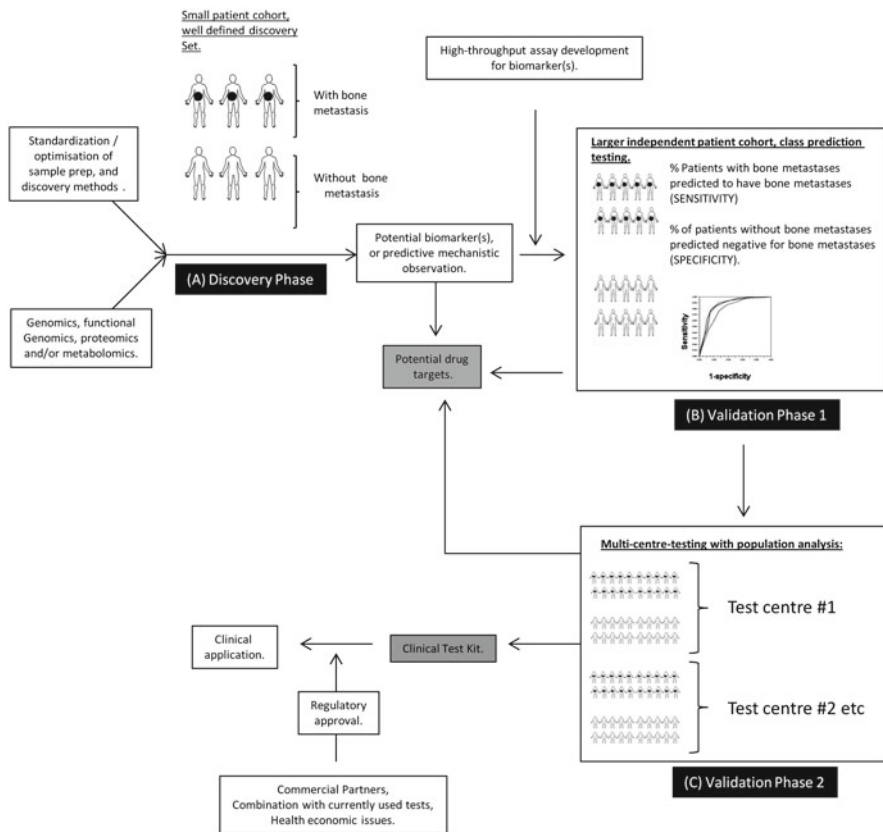 Small patient cohort,
well defined discovery
Set.
With bone
metastasis
Without bone
metastasis
High-throughput assay development
for biomarker(s).
Standardization /
optimisation of
sample prep, and
discovery methods .
(A) Discovery Phase
Genomics, functional
Genomics, proteomics
and/or metabolomics.
Potential biomarker(s),
or predictive mechanistic
observation.
Potential drug
targets.
Larger independent patient cohort, class prediction
testing.
% Patients with bone metastases
predicted to have bone metastases
(SENSITIVITY)
% of patients without bone metastases
predicted negative for bone metastases
(SPECIFICITY).
Sensitivity
1-specificity
(B) Validation Phase 1
Multi-centre-testing with population analysis:
Test centre #1
Test centre #2 etc
(C) Validation Phase 2
Clinical Test Kit.
Clinical
application.
Regulatory
approval.
Commercial Partners,
Combination with currently used tests,
Health economic issues.